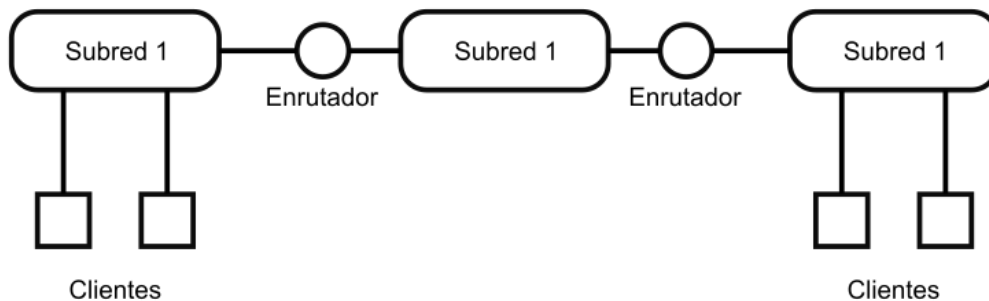 Subred 1
Subred 1
Subred 1
Enrutador
Enrutador
Clientes
Clientes